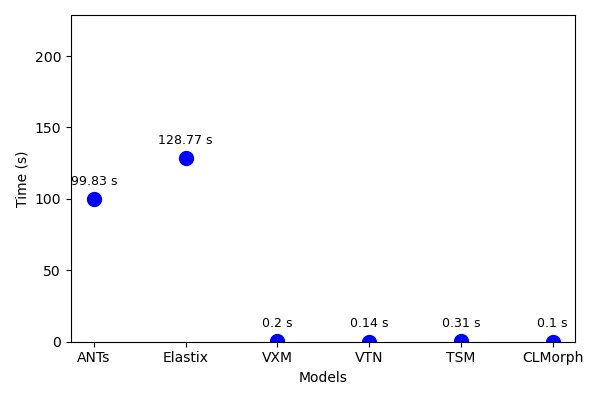 200
150
100
50
0
Time (s)
99.83 s
128.77 s
0.2 s
0.14 s
0.31 s
0.1 s
ANTs
Elastix
VXM
VTN
TSM
CLMorph
Models